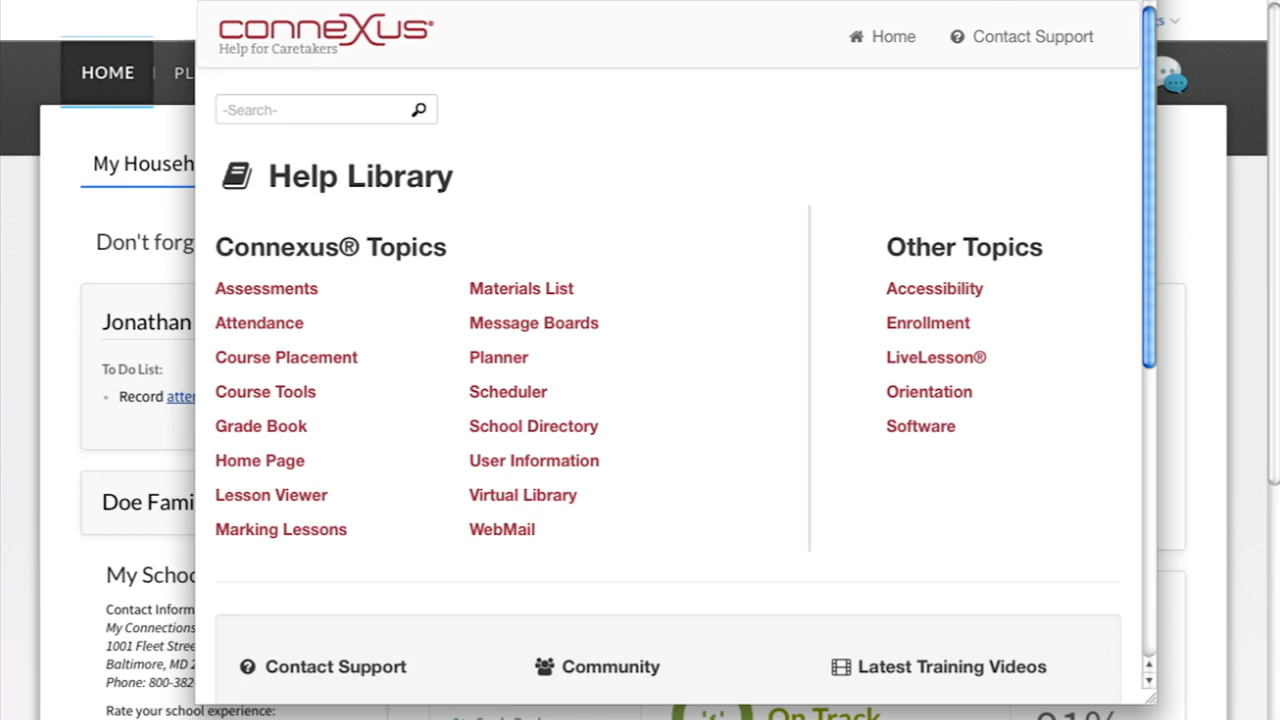 conneXus®
Help for Caretakers
Home
Contact Support
HOME
-Search-
My Househ
Help Library
Don't forg
Connexus® Topics
Other Topics
Assessments
Materials List
Accessibility
Jonathan
Attendance
Message Boards
Enrollment
Course Placement
Planner
LiveLesson®
To Do List:
Record atte
Course Tools
Scheduler
Orientation
Grade Book
School Directory
Software
Home Page
User Information
Lesson Viewer
Virtual Library
Doe Fami
Marking Lessons
WebMail
My Schoo
Contact Inform
My Connections
1001 Fleet Stree
Baltimore, MD 2
Phone: 800-382
Contact Support
Community
Latest Training Videos
Rate your school experience:
On Track